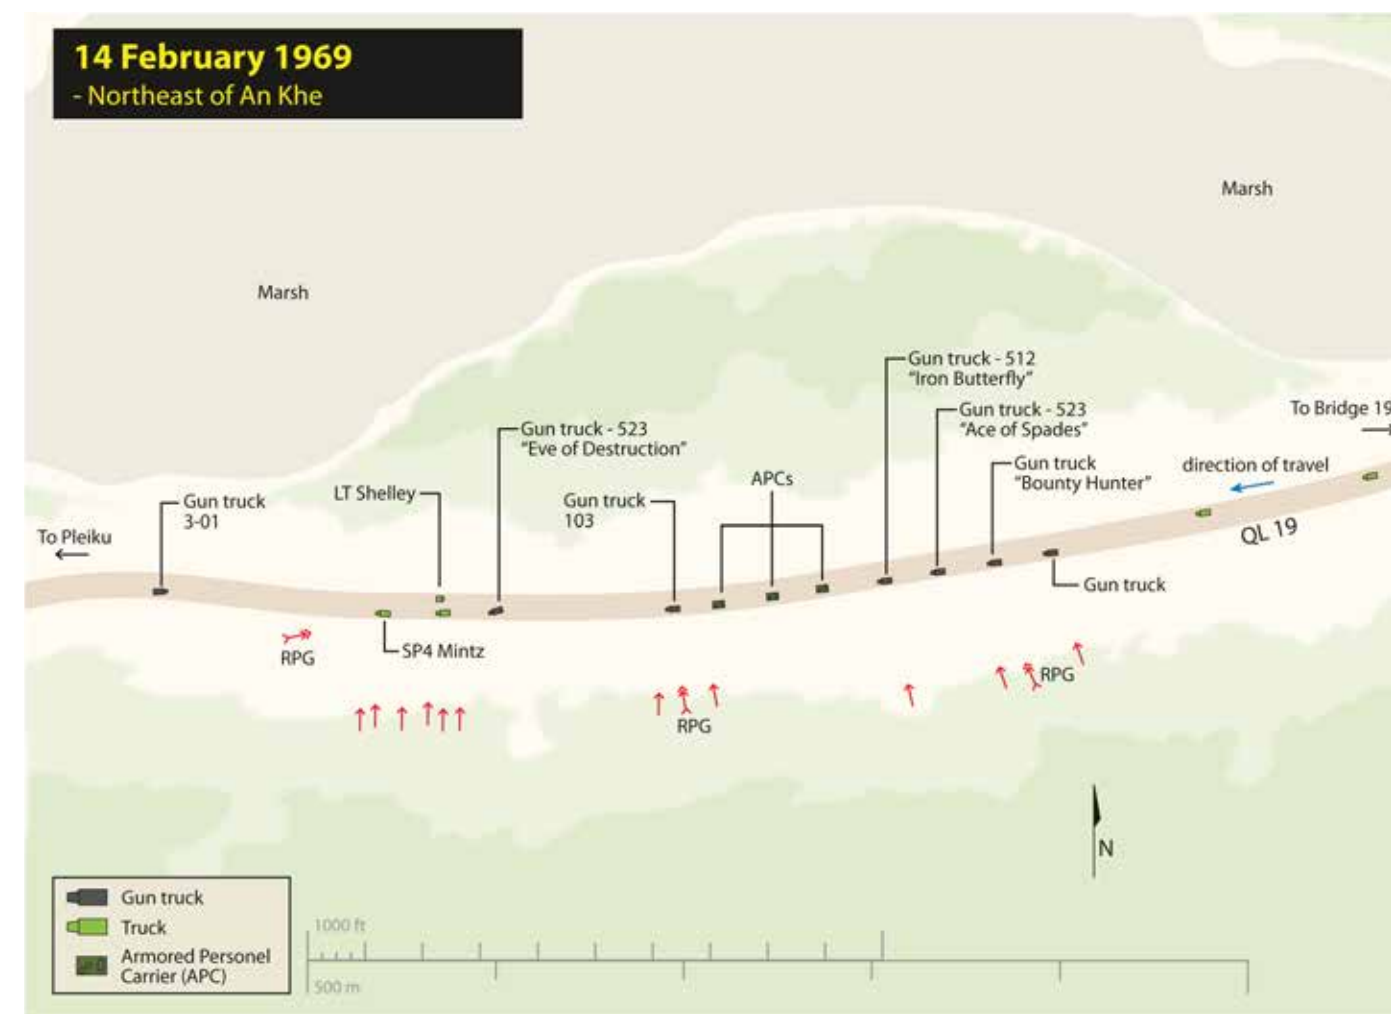 14 February 1969
- Northeast of An Khe
Marsh
Marsh
Gun truck - 512
“Iron Butterfly”
Gun truck - 523
“Ace of Spades”
To Bridge 19
Gun truck - 523
“Eve of Destruction”
Gun truck
“Bounty Hunter”
direction of travel
APCs
LT Shelley
Gun truck
3-01
Gun truck
103
To Pleiku
QL 19
Gun truck
SP4 Mintz
RPG
RPG
RPG
N
Gun truck
Truck
Armored Personel
Carrier (APC)
1000 ft
500 m